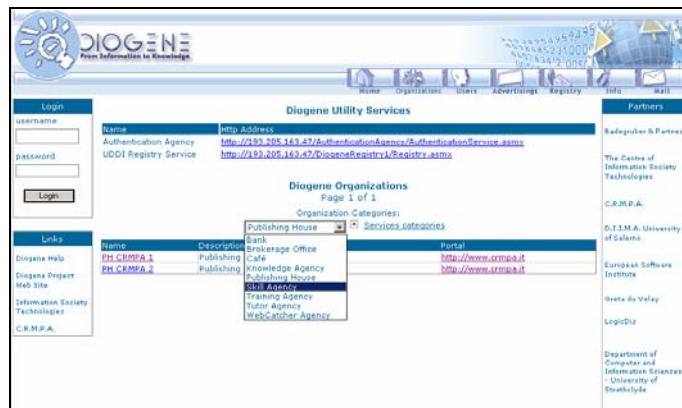 DIOGENE
From Information to Knowledge
Home Organizations Users Advertisings Registry Info Mail
Login
username
password
Login
Links
Diogene Help
Diogene Project
Web Site
Information Society
Technologies
C.R.M.P.A.
Diogene Utility Services
Name Http Address
Authentication Agency http://193.205.163.47/AuthenticationAgency/AuthenticationService.asmx
UDDI Registry Service http://193.205.163.47/DiogeneRegistry1/Registry.asmx
Diogene Organizations
Page 1 of 1
Organization Categories:
Publishing House Services categories
Name Description Portal
PH CRMPA 1 Publishing http://www.crmpa.it
PH CRMPA 2 Publishing http://www.crmpa.it
Bank
Brokerage Office
Café
Knowledge Agency
Publishing House
Skill Agency
Training Agency
Tutor Agency
WebCatcher Agency
Partners
Badegruber & Partner
The Centre of
Information Society
Technologies
C.R.M.P.A.
D.I.I.M.A. University
of Salerno
European Software
Institute
Greta du Velay
LogicDis
Department of
Computer and
Information Sciences
- University of
Strathclyde